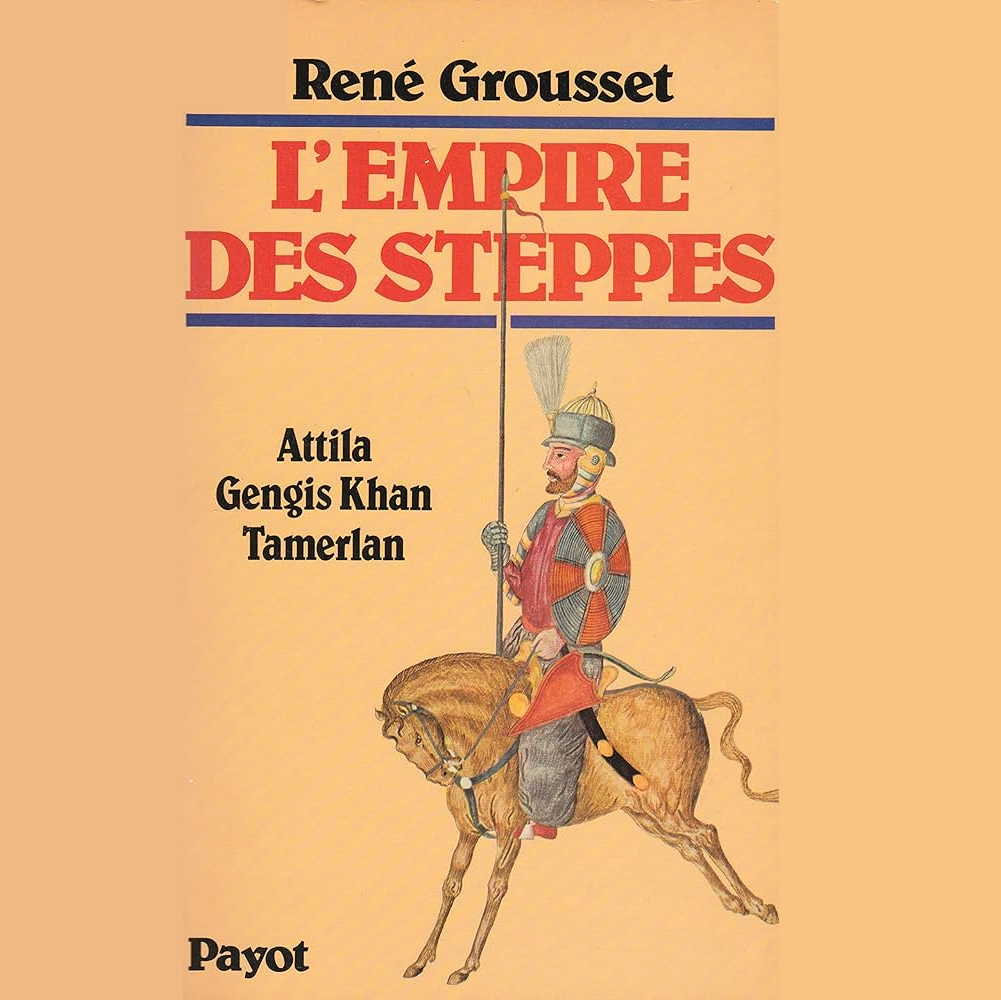 René Grousset
L'EMPIRE
DES STEPPES
Attila
Gengis Khan
Tamerlan
Payot